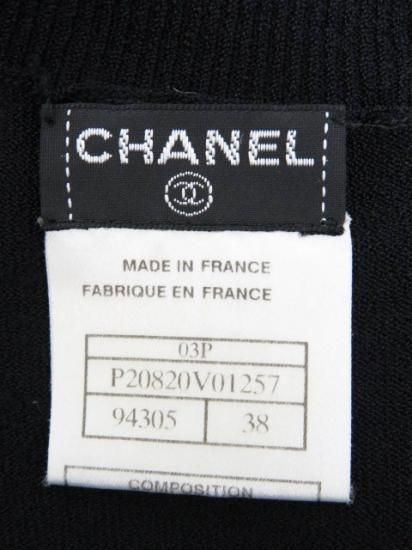 CHANEL
MADE IN FRANCE
FABRIQUE EN FRANCE
03P
P20820V01257
94305 38
COMPOSITION